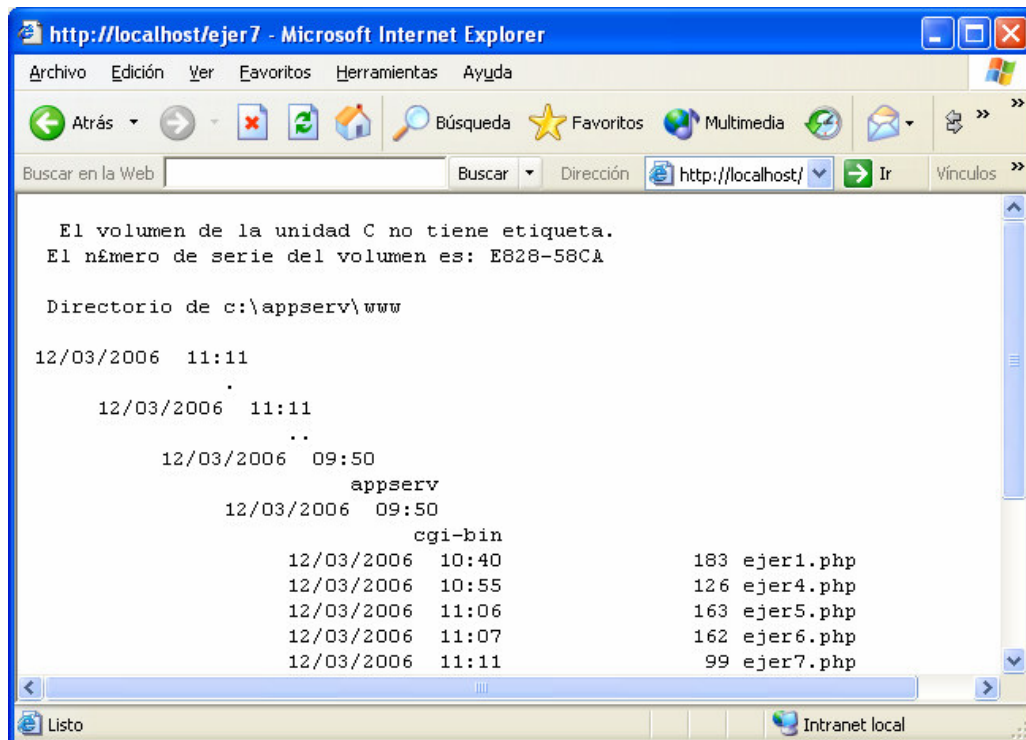 http://localhost/ejer7 - Microsoft Internet Explorer
Archivo Edición Ver Favoritos Herramientas Ayuda
Atrás Búsqueda Favoritos Multimedia
Buscar en la Web Buscar Dirección http://localhost/ Ir Vínculos
El volumen de la unidad C no tiene etiqueta.
El n£mero de serie del volumen es: E828-58CA
Directorio de c:\appserv\www
12/03/2006 11:11
.
12/03/2006 11:11
..
12/03/2006 09:50
appserv
12/03/2006 09:50
cgi-bin
12/03/2006 10:40 183 ejer1.php
12/03/2006 10:55 126 ejer4.php
12/03/2006 11:06 163 ejer5.php
12/03/2006 11:07 162 ejer6.php
12/03/2006 11:11 99 ejer7.php
Listo Intranet local